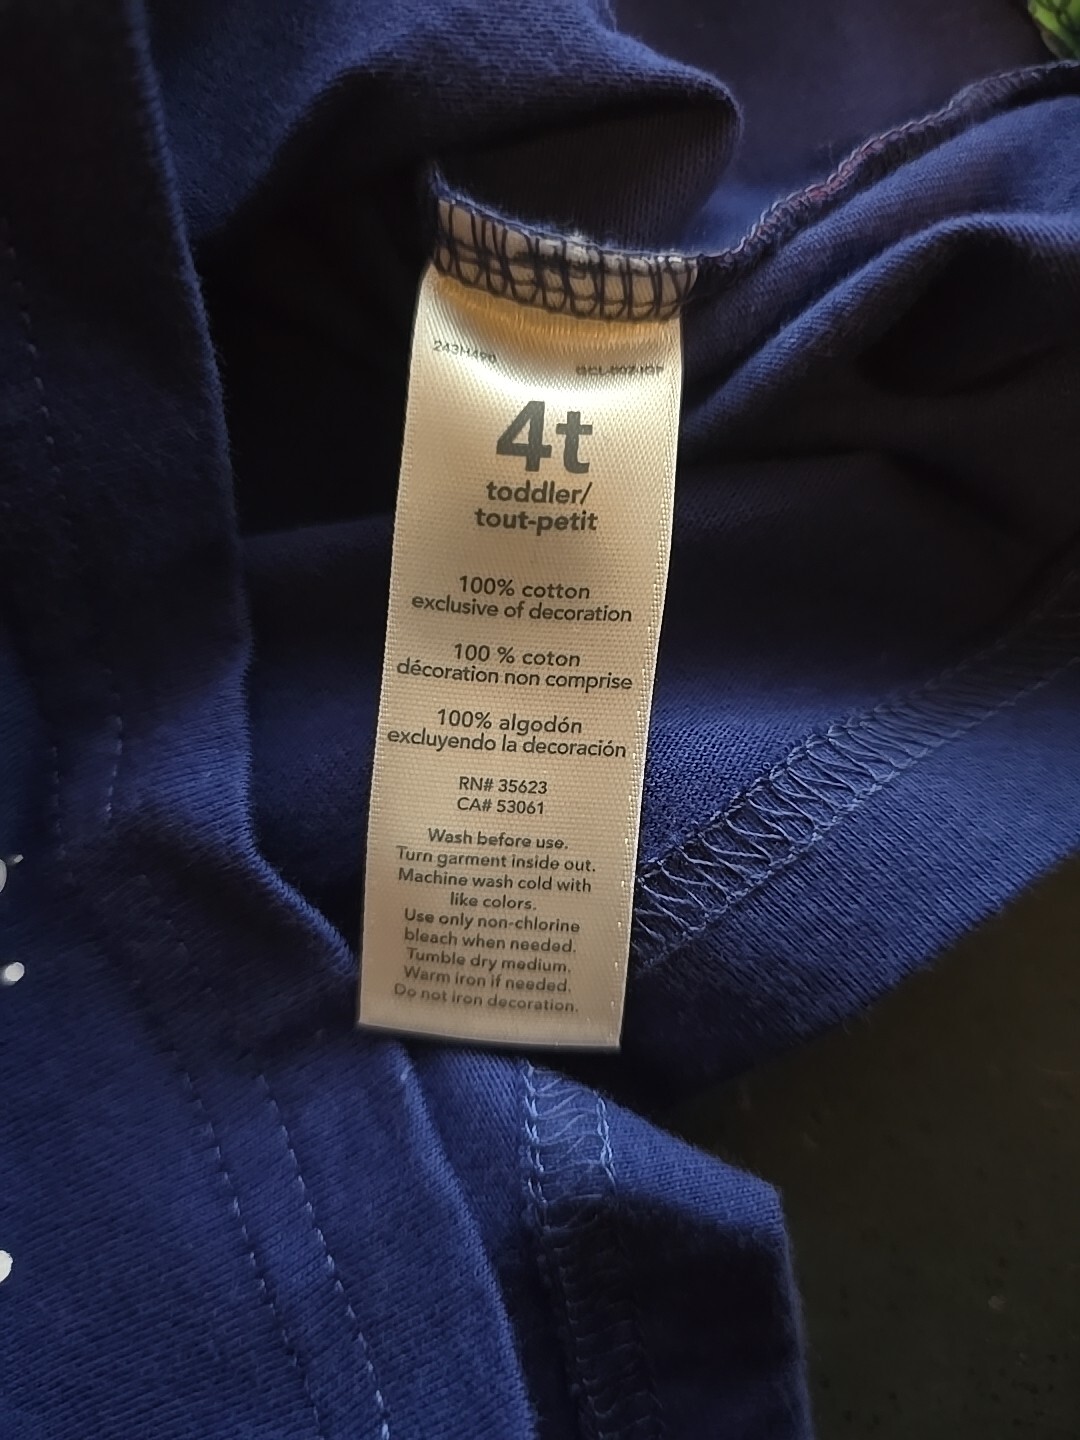 243H490
4t
toddler/
tout-petit
100% cotton
exclusive of decoration
100 % coton
décoration non comprise
100% algodón
excluyendo la decoración
RN# 35623
CA# 53061
Wash before use.
Turn garment inside out.
Machine wash cold with
like colors.
Use only non-chlorine
bleach when needed.
Tumble dry medium.
Warm iron if needed.
Do not iron decoration.